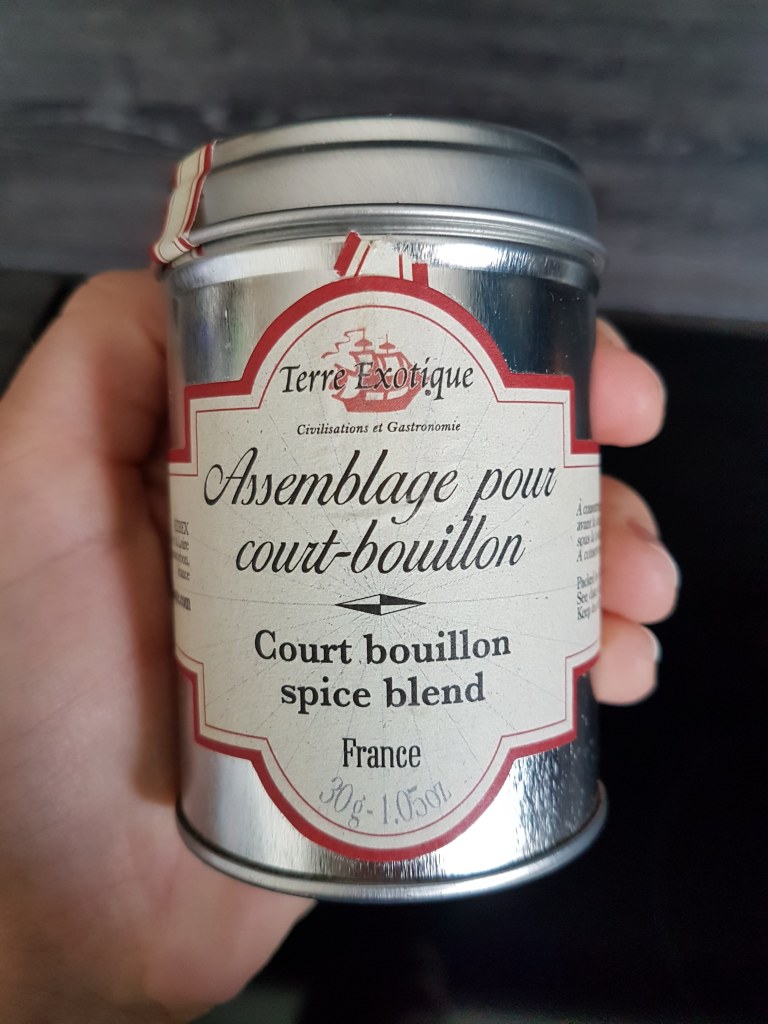 Terre Exotique
Civilisations et Gastronomie
Assemblage pour
court-bouillon
Court bouillon
spice blend
France
30g - 1.05oz